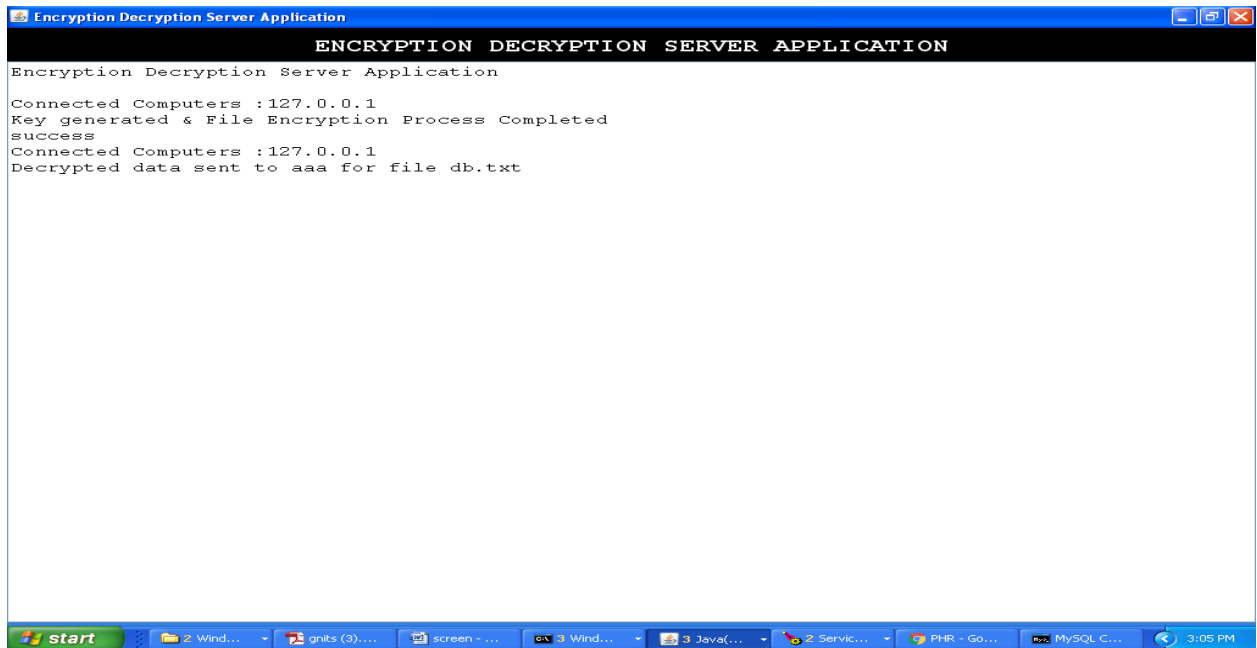 Encryption Decryption Server Application
ENCRYPTION DECRYPTION SERVER APPLICATION
Encryption Decryption Server Application
Connected Computers :127.0.0.1
Key generated & File Encryption Process Completed
success
Connected Computers :127.0.0.1
Decrypted data sent to aaa for file db.txt
start 2 Wind... gnits (3).... screen - ... 3 Wind... 3 Java(... 2 Servic... PHR - Go... MySQL C... 3:05 PM